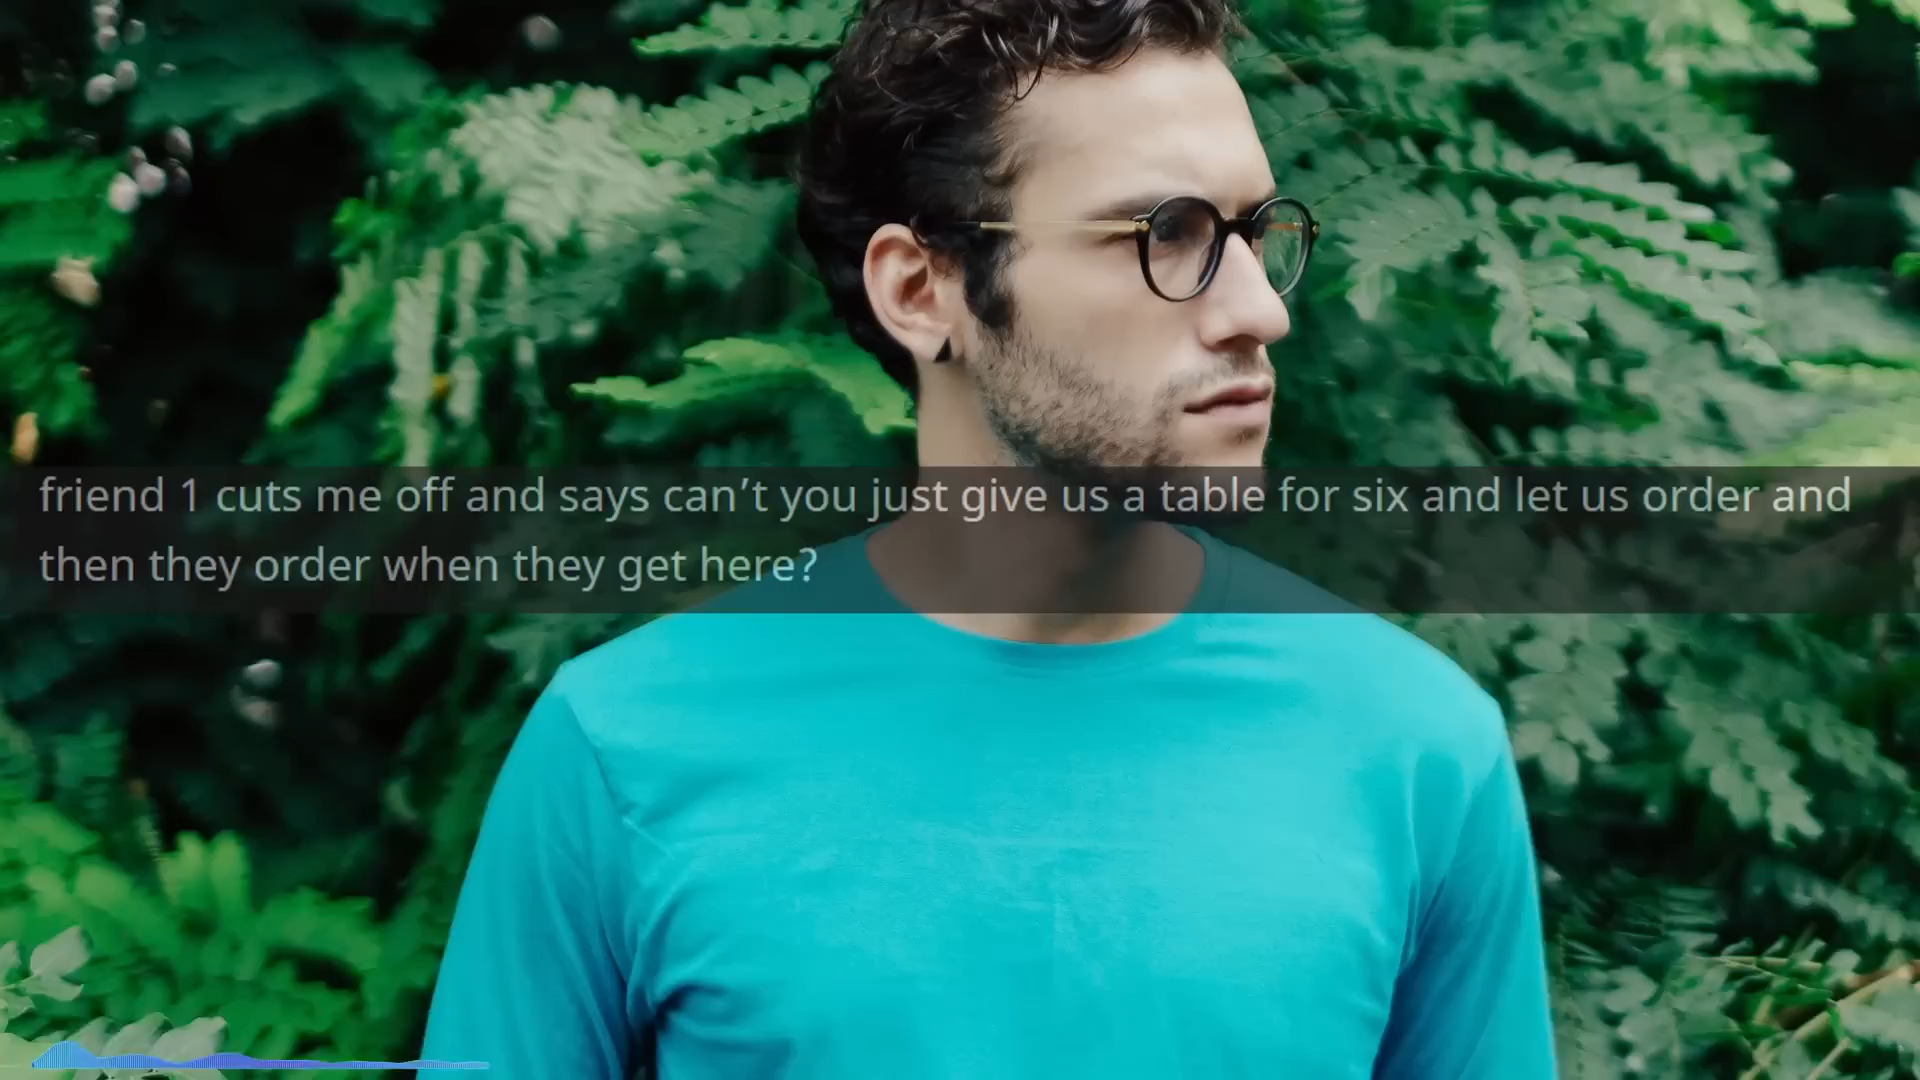 friend 1 cuts me off and says can’t you just give us a table for six and let us order and
then they order when they get here?